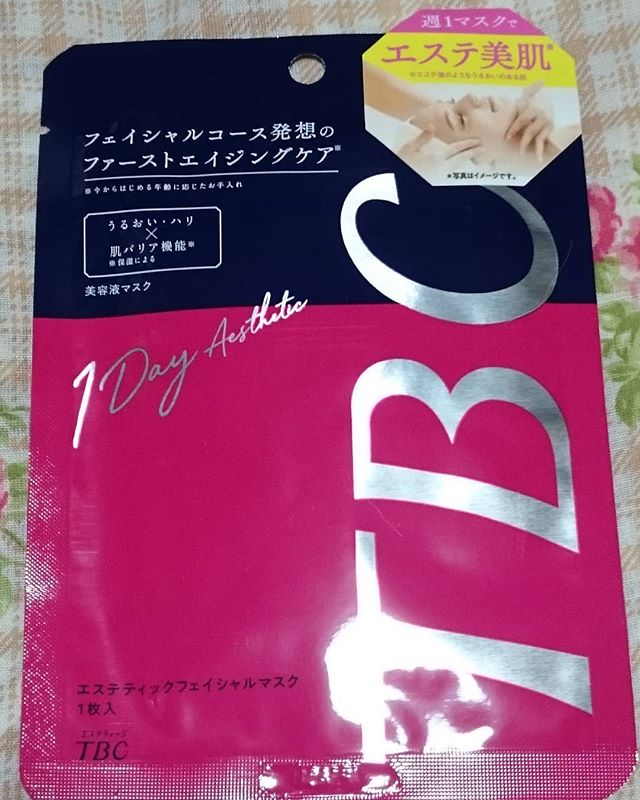 週1マスクで
エステ美肌※
※エステ後のようなうるおいのある肌
※写真はイメージです。
フェイシャルコース発想の
ファーストエイジングケア※
※今からはじめる年齢に応じたお手入れ
うるおい・ハリ
×
肌バリア機能※
※保湿による
美容液マスク
1 Day Aesthetic
TBC
エステティックフェイシャルマスク
1枚入
エステティック
TBC